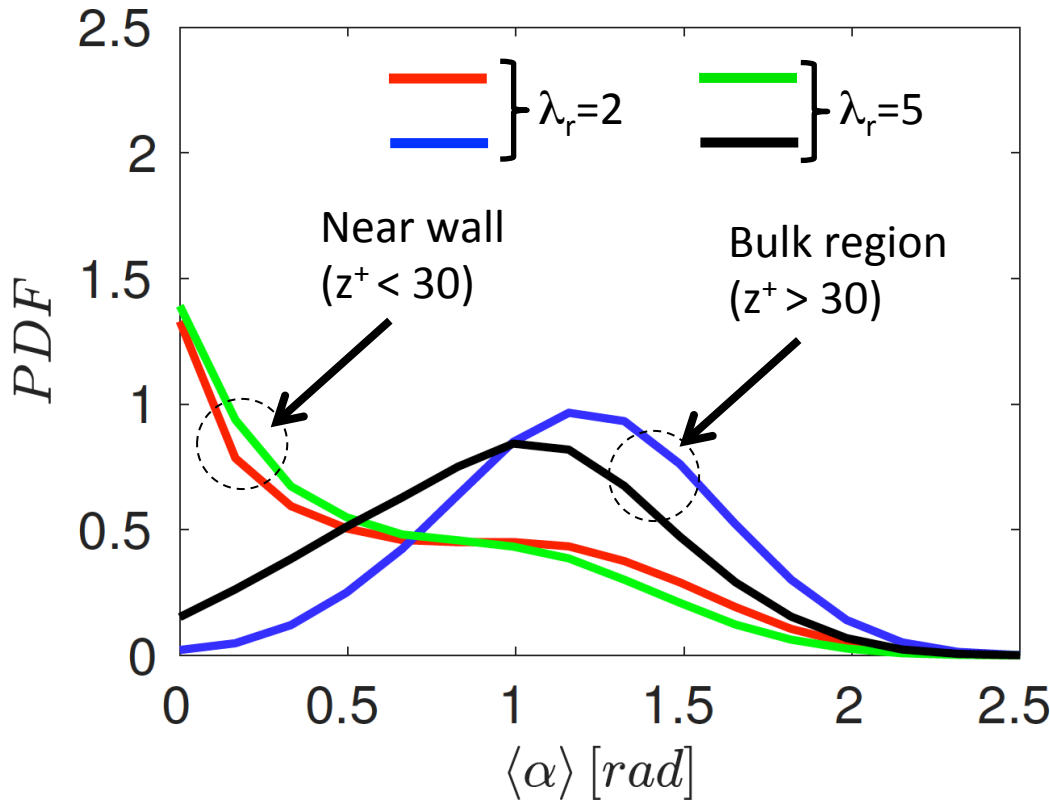 2.5
2
1.5
1
0.5
0
PDF
λr=2
λr=5
Near wall
(z+ < 30)
Bulk region
(z+ > 30)
0 0.5 1 1.5 2 2.5
⟨α⟩ [rad]